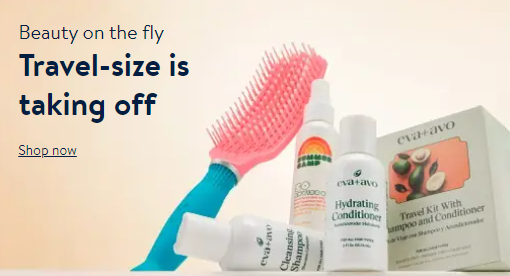 Beauty on the fly
Travel-size is
taking off
Shop now
eva+avo
Hydrating
Conditioner
eva+avo
Cleansing
Shampoo
eva+avo
Travel Kit With
Shampoo and Conditioner